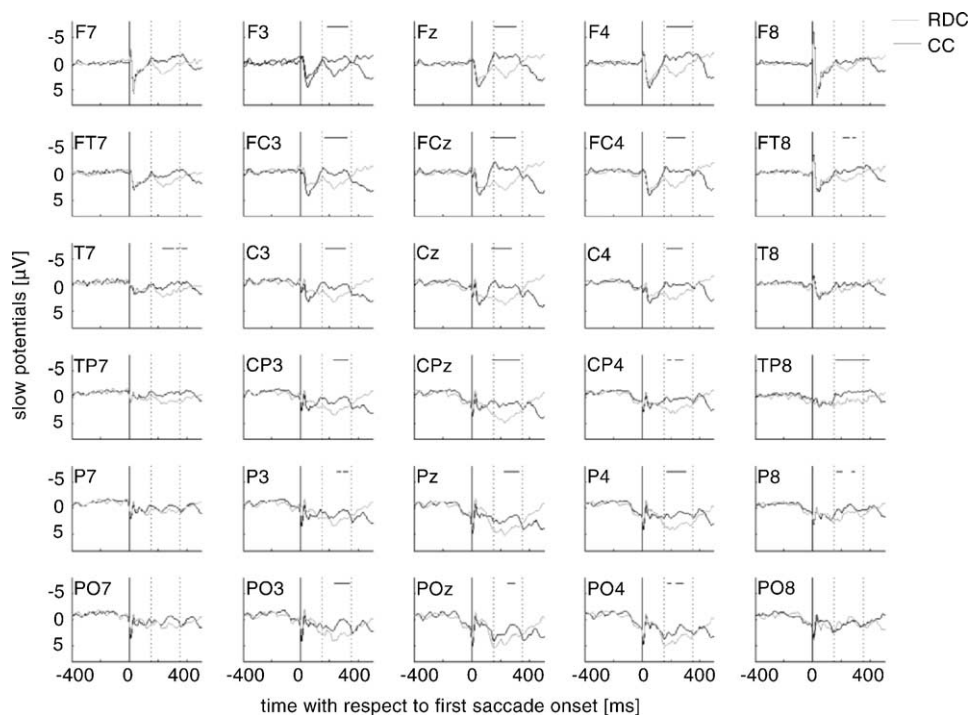 RDC
CC
-5 F7 F3 Fz F4 F8
0
5
-5 FT7 FC3 FCz FC4 FT8
0
5
-5 T7 C3 Cz C4 T8
0
5
-5 TP7 CP3 CPz CP4 TP8
0
5
-5 P7 P3 Pz P4 P8
0
5
-5 PO7 PO3 POz PO4 PO8
0
5
slow potentials [µV]
-400 0 400 -400 0 400 -400 0 400 -400 0 400 -400 0 400
time with respect to first saccade onset [ms]